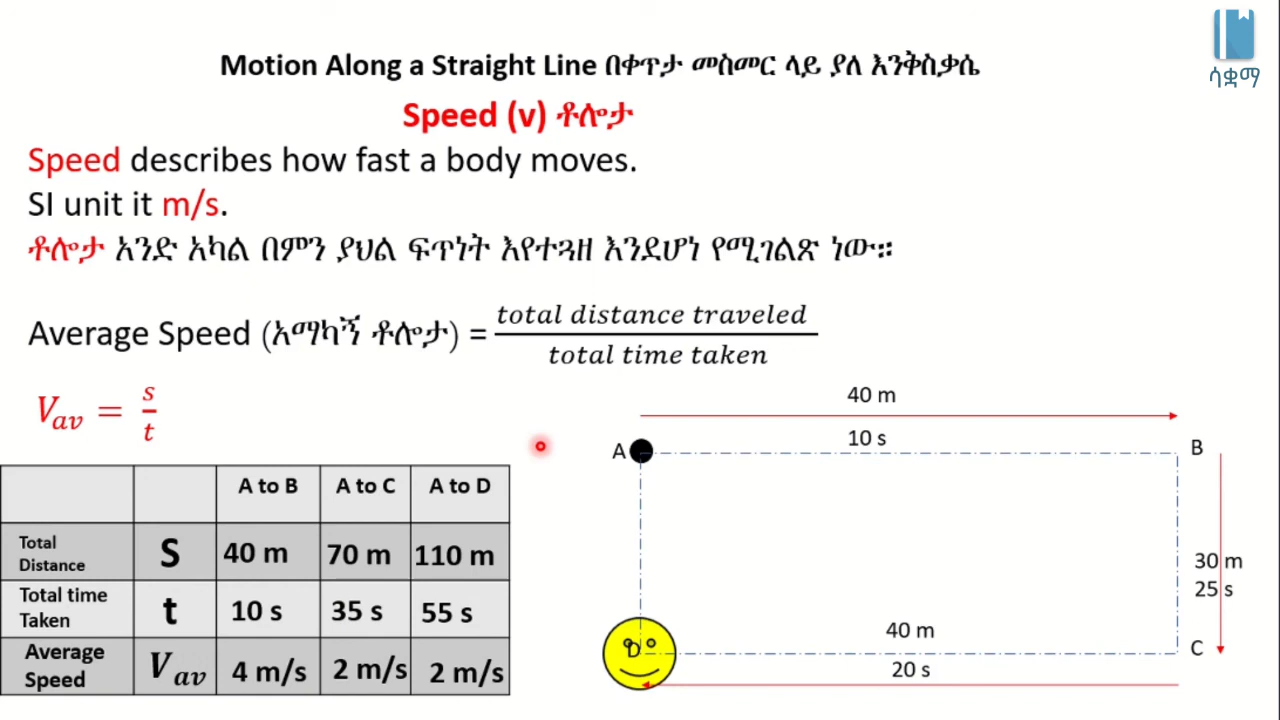 ሳቋማ
Motion Along a Straight Line በቀጥታ መስመር ላይ ያለ እንቅስቃሴ
Speed (v) ቶሎታ
Speed describes how fast a body moves.
SI unit it m/s.
ቶሎታ አንድ አካል በምን ያህል ፍጥነት እየተጓዘ እንደሆነ የሚገልጽ ነው።
Average Speed (አማካኝ ቶሎታ) = total distance traveled / total time taken
V_av = s/t
A to B A to C A to D
Total Distance S 40 m 70 m 110 m
Total time Taken t 10 s 35 s 55 s
Average Speed V_av 4 m/s 2 m/s 2 m/s
40 m
10 s
A
B
30 m
25 s
40 m
D
C
20 s